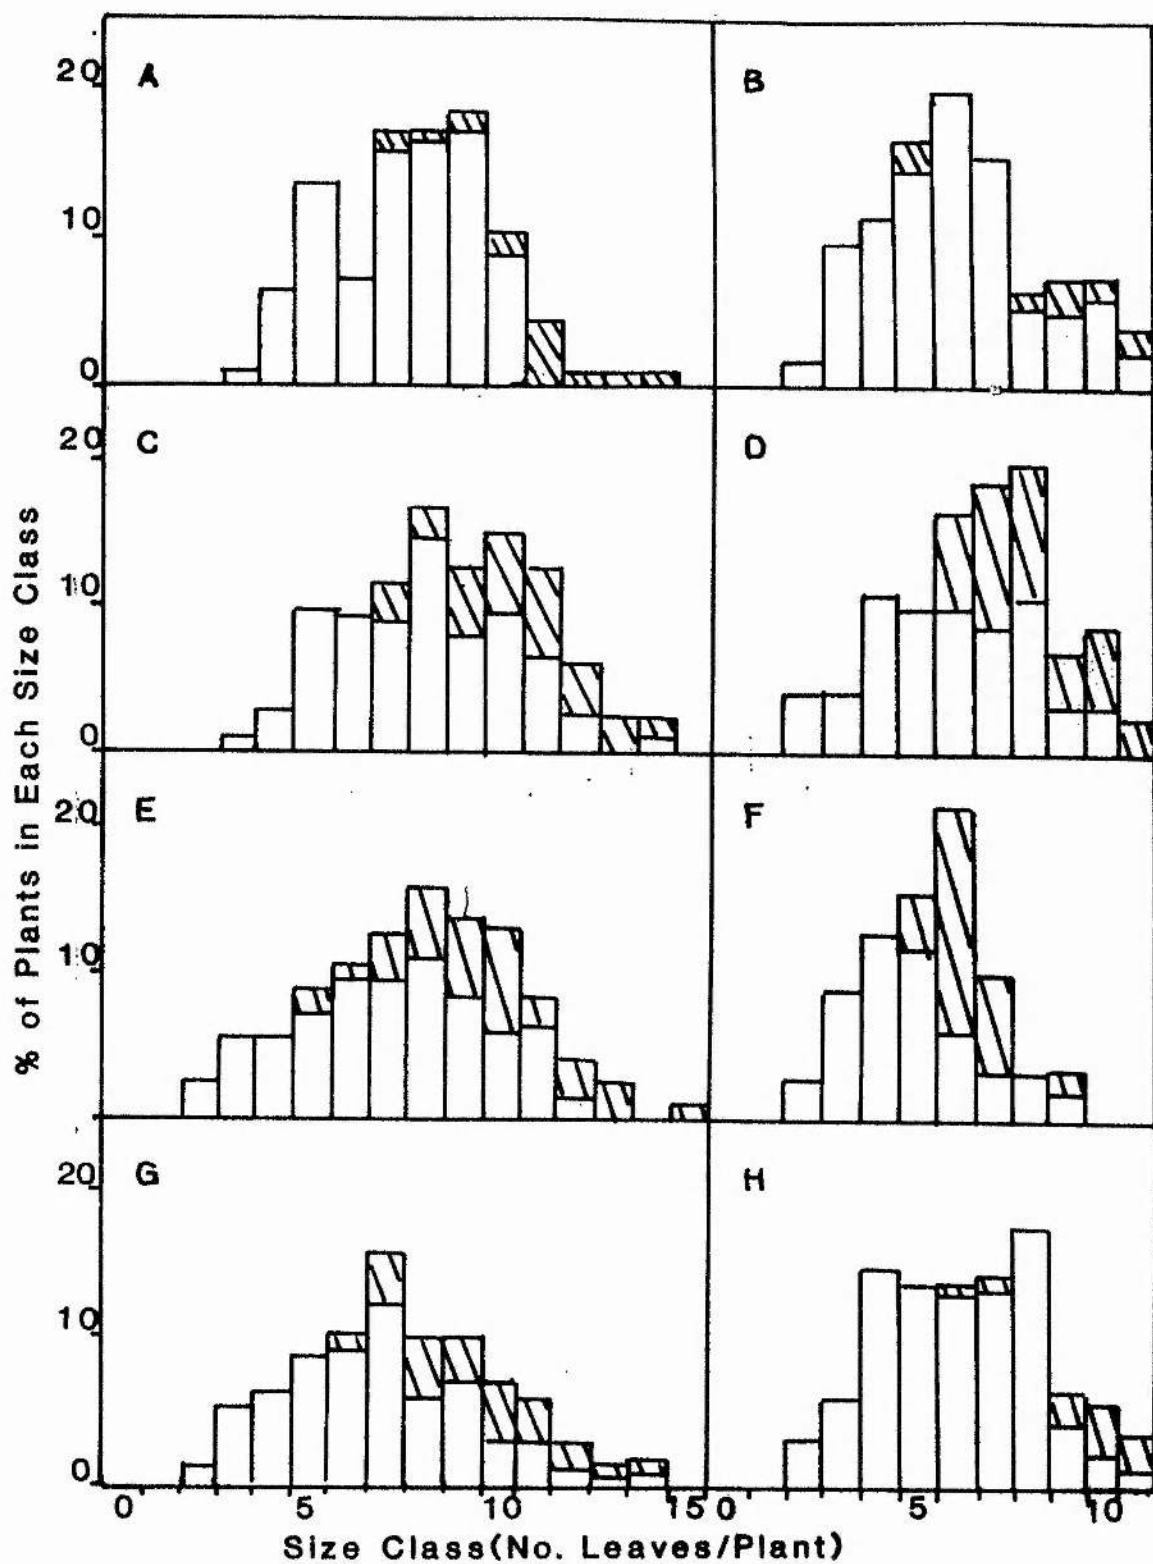 20 A B
10
0
20 C D
10
0
20 E F
10
20 G H
10
0
0 5 10 15 0 5 10
% of Plants in Each Size Class
Size Class(No. Leaves/Plant)